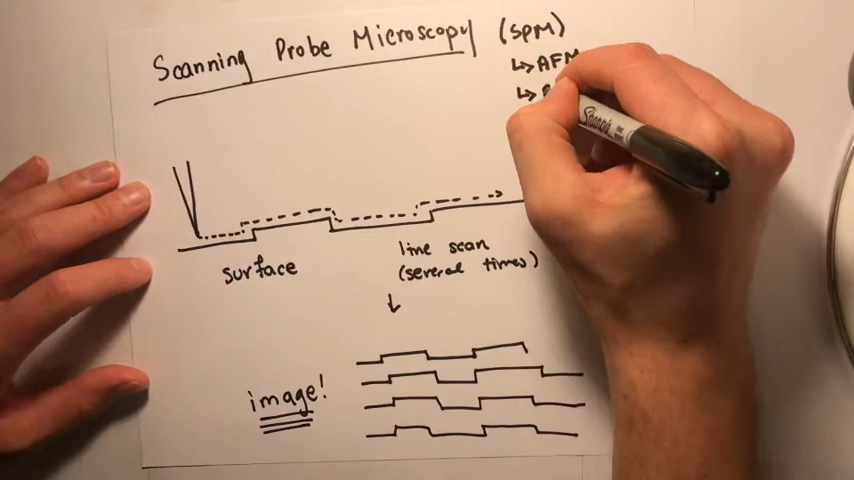 Scanning Probe Microscopy (SPM)
↳ AFM
↳
surface
line scan
(several times)
↓
image!
Sharpie